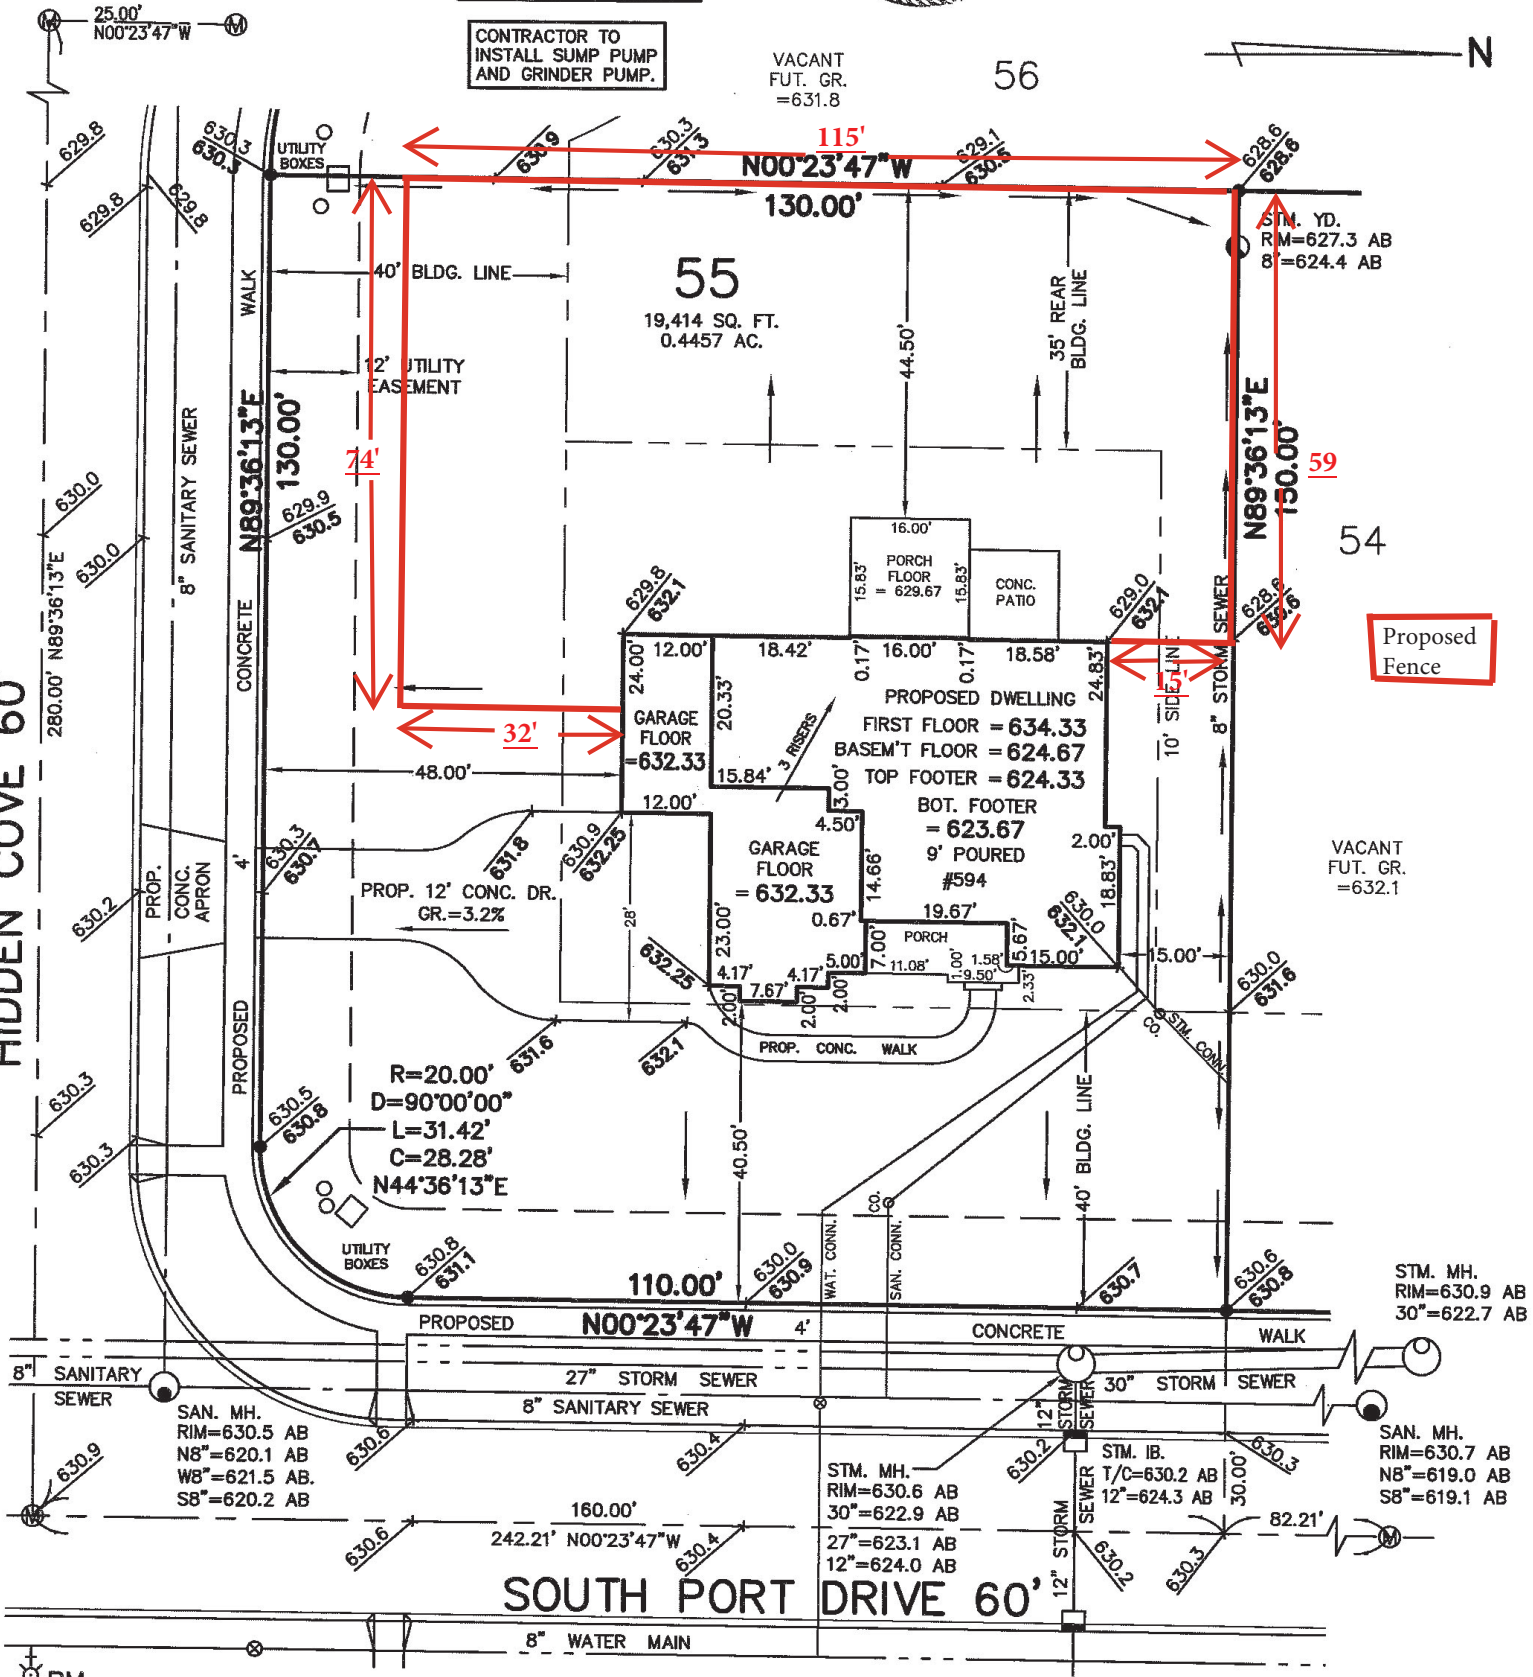 25.00'
N00°23'47"W
M
M
CONTRACTOR TO
INSTALL SUMP PUMP
AND GRINDER PUMP.
VACANT
FUT. GR.
=631.8
56
N
629.8
630.3
630.3
UTILITY
BOXES
630.9
630.3
631.3
115'
629.1
630.5
628.6
628.6
N00°23'47"W
130.00'
629.8
629.8
STM. YD.
RIM=627.3 AB
8"=624.4 AB
40' BLDG. LINE
55
19,414 SQ. FT.
0.4457 AC.
44.50'
35' REAR
BLDG. LINE
WALK
12' UTILITY
EASEMENT
8" SANITARY SEWER
N89°36'13"E
130.00'
74'
N89°36'13"E
150.00'
59
54
630.0
630.0
629.9
630.5
280.00' N89°36'13"E
HIDDEN COVE 60'
CONCRETE
16.00'
PORCH
FLOOR
= 629.67
15.83'
15.83'
CONC.
PATIO
629.8
632.1
629.0
632.1
628.6
630.6
Proposed
Fence
12.00'
18.42'
0.17'
16.00'
0.17'
18.58'
24.00'
20.33'
24.83'
15'
10' SIDE LINE
8" STORM SEWER
GARAGE
FLOOR
=632.33
32'
3 RISERS
PROPOSED DWELLING
FIRST FLOOR = 634.33
BASEM'T FLOOR = 624.67
TOP FOOTER = 624.33
BOT. FOOTER
= 623.67
9' POURED
#594
48.00'
15.84'
3.00'
4.50'
12.00'
2.00'
18.83'
14.66'
GARAGE
FLOOR
= 632.33
VACANT
FUT. GR.
=632.1
4'
630.3
630.7
631.8
630.9
632.25
PROP.
CONC.
APRON
PROP. 12' CONC. DR.
GR.=3.2%
28'
630.2
0.67'
19.67'
PORCH
7.00'
5.67'
630.0
632.1
23.00'
632.25
5.00'
11.08'
1.00'
1.58'
9.50'
2.33'
15.00'
15.00'
4.17'
7.67'
4.17'
2.00'
2.00'
2.00'
630.0
631.6
PROPOSED
631.6
632.1
PROP. CONC. WALK
CO.
STM. CONN.
R=20.00'
D=90°00'00"
L=31.42'
C=28.28'
N44°36'13"E
630.3
630.5
630.8
630.3
40.50'
40' BLDG. LINE
UTILITY
BOXES
630.8
631.1
110.00'
N00°23'47"W
630.0
630.9
WAT. CONN.
CO.
SAN. CONN.
630.7
630.6
630.8
STM. MH.
RIM=630.9 AB
30"=622.7 AB
PROPOSED
4'
CONCRETE
WALK
8" SANITARY
SEWER
27" STORM SEWER
30" STORM SEWER
8" SANITARY SEWER
12" STORM
SEWER
SAN. MH.
RIM=630.5 AB
N8"=620.1 AB
W8"=621.5 AB.
S8"=620.2 AB
630.6
630.4
630.2
630.3
STM. IB.
T/C=630.2 AB
12"=624.3 AB
30.00'
SAN. MH.
RIM=630.7 AB
N8"=619.0 AB
S8"=619.1 AB
STM. MH.
RIM=630.6 AB
30"=622.9 AB
27"=623.1 AB
12"=624.0 AB
630.9
M
160.00'
242.21' N00°23'47"W
630.6
630.4
12" STORM
SEWER
630.2
630.3
82.21'
M
SOUTH PORT DRIVE 60'
8" WATER MAIN
BM